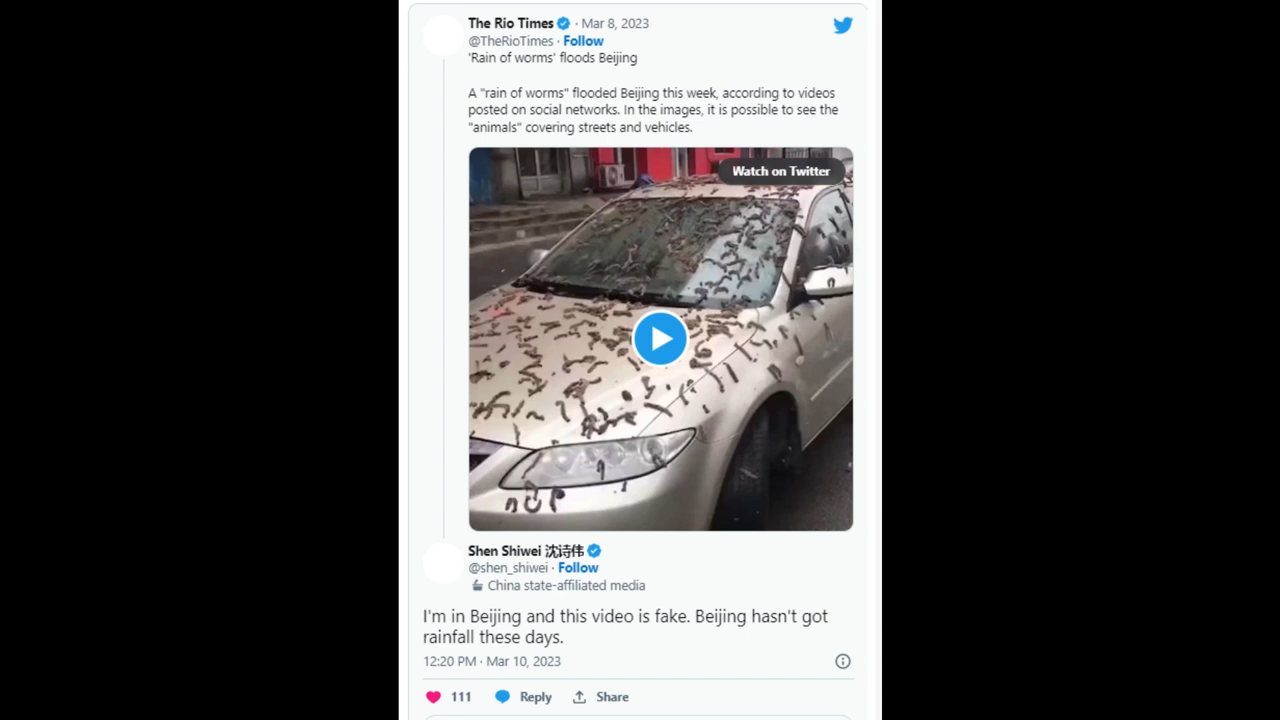 The Rio Times · Mar 8, 2023
@TheRioTimes · Follow
'Rain of worms' floods Beijing
A "rain of worms" flooded Beijing this week, according to videos
posted on social networks. In the images, it is possible to see the
"animals" covering streets and vehicles.
Watch on Twitter
Shen Shiwei 沈诗伟
@shen_shiwei · Follow
China state-affiliated media
I'm in Beijing and this video is fake. Beijing hasn't got
rainfall these days.
12:20 PM · Mar 10, 2023
111 Reply Share